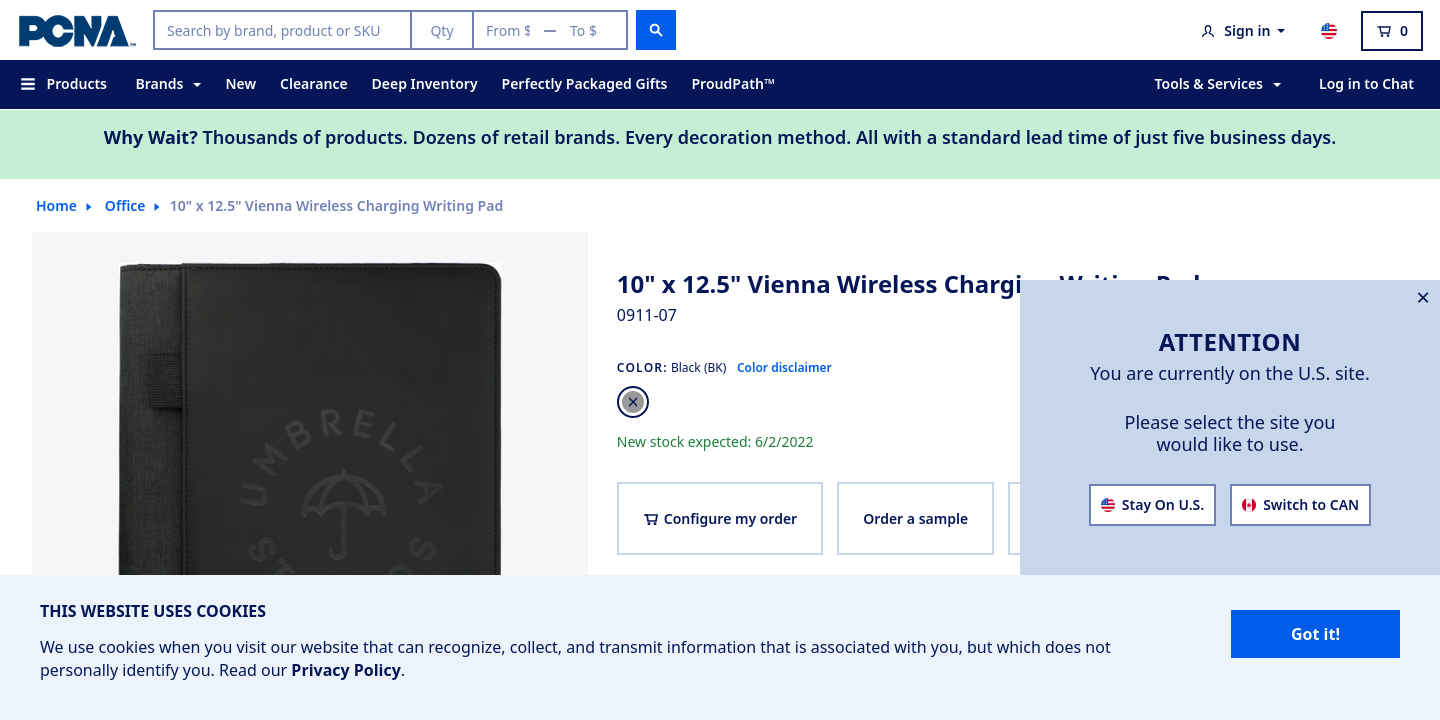 PCNA™
Search by brand, product or SKU
Qty
From $ — To $
Sign in
0
Products
Brands
New
Clearance
Deep Inventory
Perfectly Packaged Gifts
ProudPath™
Tools & Services
Log in to Chat
Why Wait? Thousands of products. Dozens of retail brands. Every decoration method. All with a standard lead time of just five business days.
Home
Office
10" x 12.5" Vienna Wireless Charging Writing Pad
UMBRELLA
10" x 12.5" Vienna Wireless Charging Writing Pad
0911-07
COLOR: Black (BK) Color disclaimer
New stock expected: 6/2/2022
Configure my order
Order a sample
ATTENTION
You are currently on the U.S. site.
Please select the site you
would like to use.
Stay On U.S.
Switch to CAN
THIS WEBSITE USES COOKIES
We use cookies when you visit our website that can recognize, collect, and transmit information that is associated with you, but which does not
personally identify you. Read our Privacy Policy.
Got it!